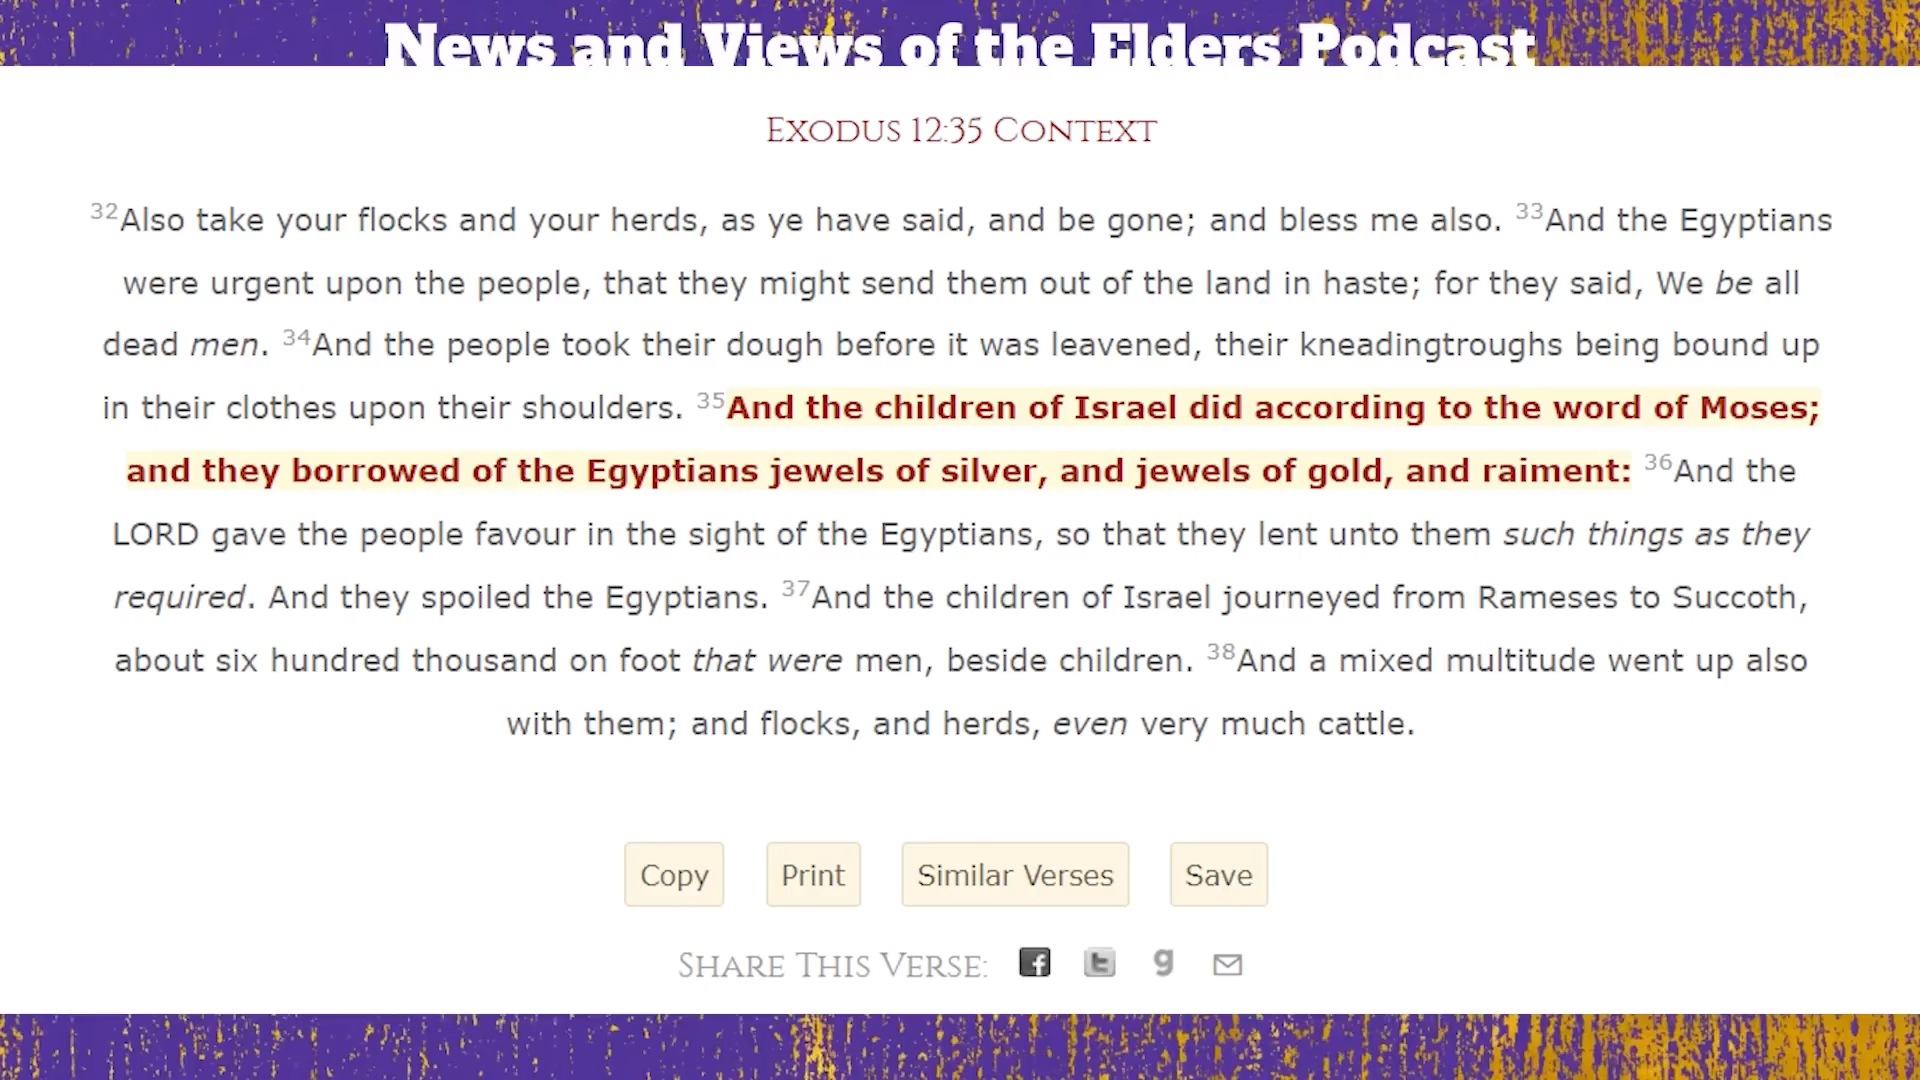 News and Views of the Elders Podcast
Exodus 12:35 Context
32Also take your flocks and your herds, as ye have said, and be gone; and bless me also. 33And the Egyptians
were urgent upon the people, that they might send them out of the land in haste; for they said, We be all
dead men. 34And the people took their dough before it was leavened, their kneadingtroughs being bound up
in their clothes upon their shoulders. 35And the children of Israel did according to the word of Moses;
and they borrowed of the Egyptians jewels of silver, and jewels of gold, and raiment: 36And the
LORD gave the people favour in the sight of the Egyptians, so that they lent unto them such things as they
required. And they spoiled the Egyptians. 37And the children of Israel journeyed from Rameses to Succoth,
about six hundred thousand on foot that were men, beside children. 38And a mixed multitude went up also
with them; and flocks, and herds, even very much cattle.
Copy Print Similar Verses Save
Share This Verse: f t g